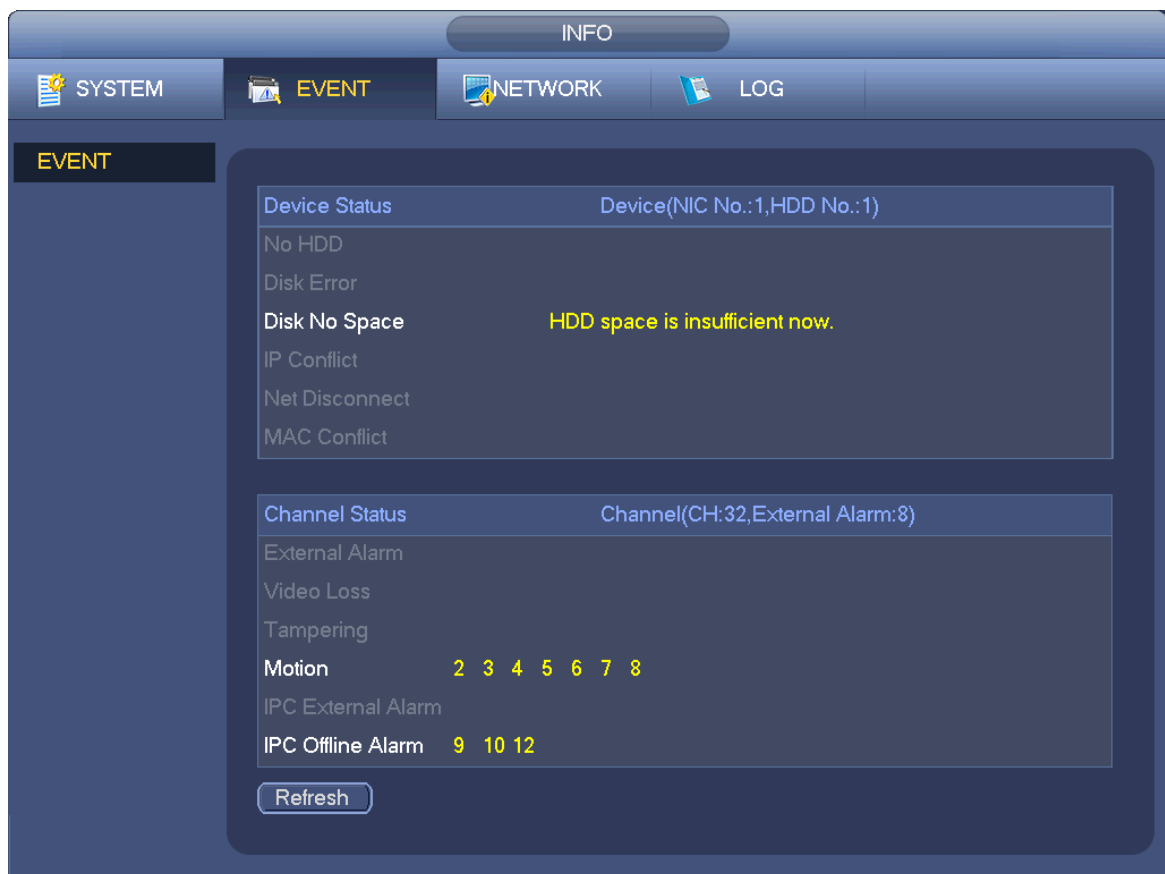 INFO
SYSTEM EVENT NETWORK LOG
EVENT
Device Status Device(NIC No.:1,HDD No.:1)
No HDD
Disk Error
Disk No Space HDD space is insufficient now.
IP Conflict
Net Disconnect
MAC Conflict
Channel Status Channel(CH:32,External Alarm:8)
External Alarm
Video Loss
Tampering
Motion 2 3 4 5 6 7 8
IPC External Alarm
IPC Offline Alarm 9 10 12
Refresh